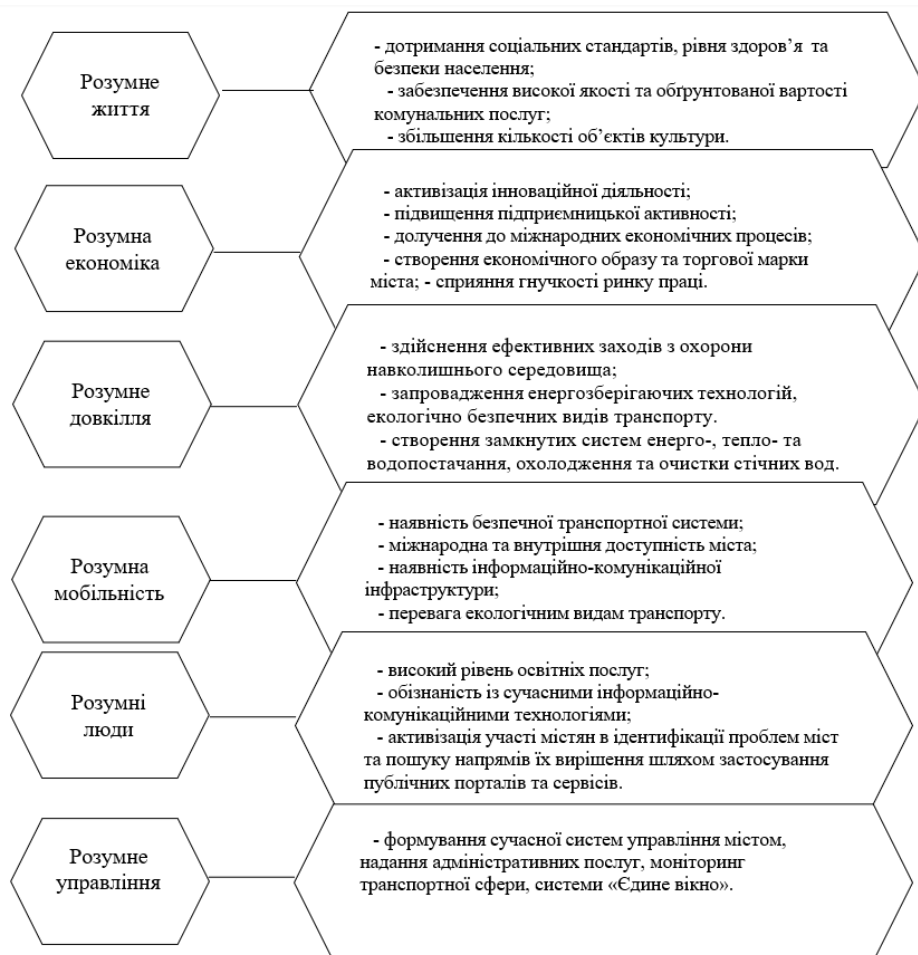 Розумне
життя
- дотримання соціальних стандартів, рівня здоров’я та
безпеки населення;
- забезпечення високої якості та обґрунтованої вартості
комунальних послуг;
- збільшення кількості об’єктів культури.
Розумна
економіка
- активізація інноваційної діяльності;
- підвищення підприємницької активності;
- долучення до міжнародних економічних процесів;
- створення економічного образу та торгової марки
міста; - сприяння гнучкості ринку праці.
Розумне
довкілля
- здійснення ефективних заходів з охорони
навколишнього середовища;
- запровадження енергозберігаючих технологій,
екологічно безпечних видів транспорту.
- створення замкнутих систем енерго-, тепло- та
водопостачання, охолодження та очистки стічних вод.
Розумна
мобільність
- наявність безпечної транспортної системи;
- міжнародна та внутрішня доступність міста;
- наявність інформаційно-комунікаційної
інфраструктури;
- перевага екологічним видам транспорту.
Розумні
люди
- високий рівень освітніх послуг;
- обізнаність із сучасними інформаційно-
комунікаційними технологіями;
- активізація участі містян в ідентифікації проблем міст
та пошуку напрямів їх вирішення шляхом застосування
публічних порталів та сервісів.
Розумне
управління
- формування сучасної систем управління містом,
надання адміністративних послуг, моніторинг
транспортної сфери, системи «Єдине вікно».